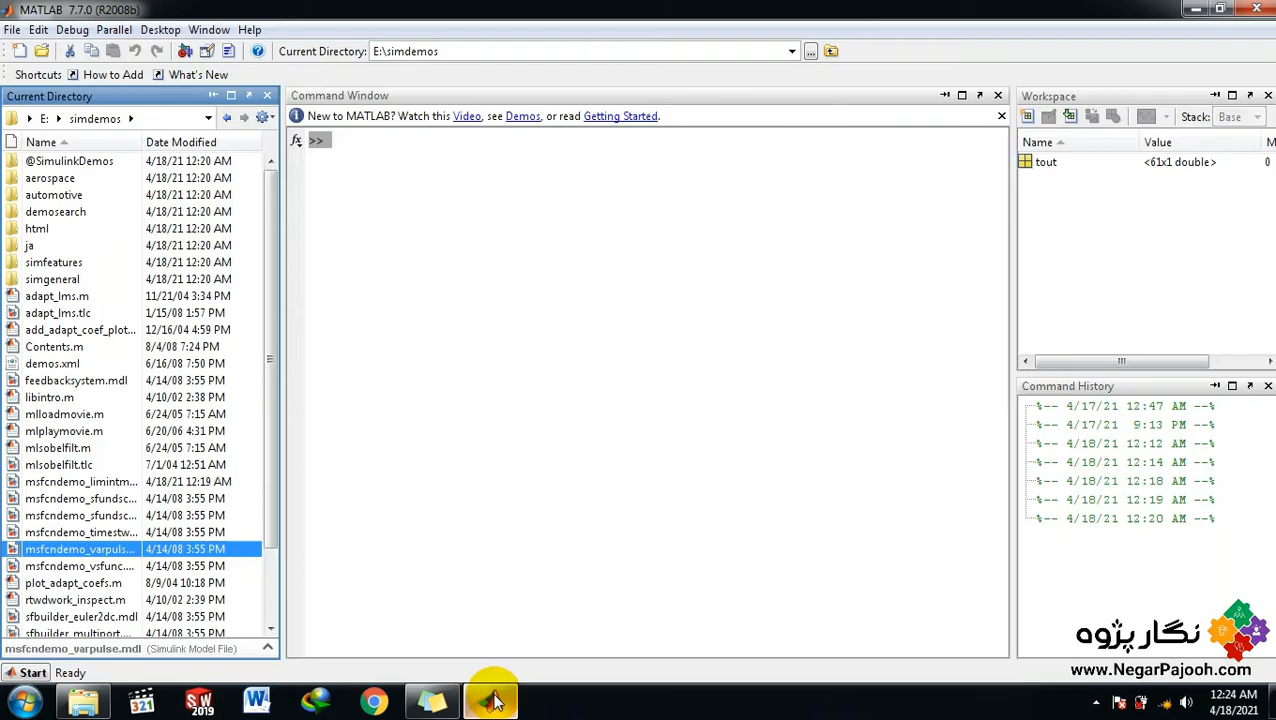 MATLAB 7.7.0 (R2008b)
File Edit Debug Parallel Desktop Window Help
Current Directory: E:\simdemos ...
Shortcuts How to Add What's New
Current Directory
E: simdemos
Name Date Modified
@SimulinkDemos 4/18/21 12:20 AM
aerospace 4/18/21 12:20 AM
automotive 4/18/21 12:20 AM
demosearch 4/18/21 12:20 AM
html 4/18/21 12:20 AM
ja 4/18/21 12:20 AM
simfeatures 4/18/21 12:20 AM
simgeneral 4/18/21 12:20 AM
adapt_lms.m 11/21/04 3:34 PM
adapt_lms.tlc 1/15/08 1:57 PM
add_adapt_coef_plot... 12/16/04 4:59 PM
Contents.m 8/4/08 7:24 PM
demos.xml 6/16/08 7:50 PM
feedbacksystem.mdl 4/14/08 3:55 PM
libintro.m 4/10/02 2:38 PM
mlloadmovie.m 6/24/05 7:15 AM
mlplaymovie.m 6/20/06 4:31 PM
mlsobelfilt.m 6/24/05 7:15 AM
mlsobelfilt.tlc 7/1/04 12:51 AM
msfcndemo_limintm... 4/18/21 12:19 AM
msfcndemo_sfundsc... 4/14/08 3:55 PM
msfcndemo_sfundsc... 4/14/08 3:55 PM
msfcndemo_timestw... 4/14/08 3:55 PM
msfcndemo_varpuls... 4/14/08 3:55 PM
msfcndemo_vsfunc.... 4/14/08 3:55 PM
plot_adapt_coefs.m 8/9/04 10:18 PM
rtwdwork_inspect.m 4/10/02 2:39 PM
sfbuilder_euler2dc.mdl 4/14/08 3:55 PM
sfbuilder_multiport.... 4/14/08 3:55 PM
msfcndemo_varpulse.mdl (Simulink Model File)
Command Window
New to MATLAB? Watch this Video, see Demos, or read Getting Started.
fx >>
Workspace
Stack: Base
Name Value M
tout <61x1 double> 0
Command History
%-- 4/17/21 12:47 AM --%
%-- 4/17/21 9:13 PM --%
%-- 4/18/21 12:12 AM --%
%-- 4/18/21 12:14 AM --%
%-- 4/18/21 12:18 AM --%
%-- 4/18/21 12:19 AM --%
%-- 4/18/21 12:20 AM --%
نگار پژوه
www.NegarPajooh.com
Start Ready
321
SW
2019
W
12:24 AM
4/18/2021